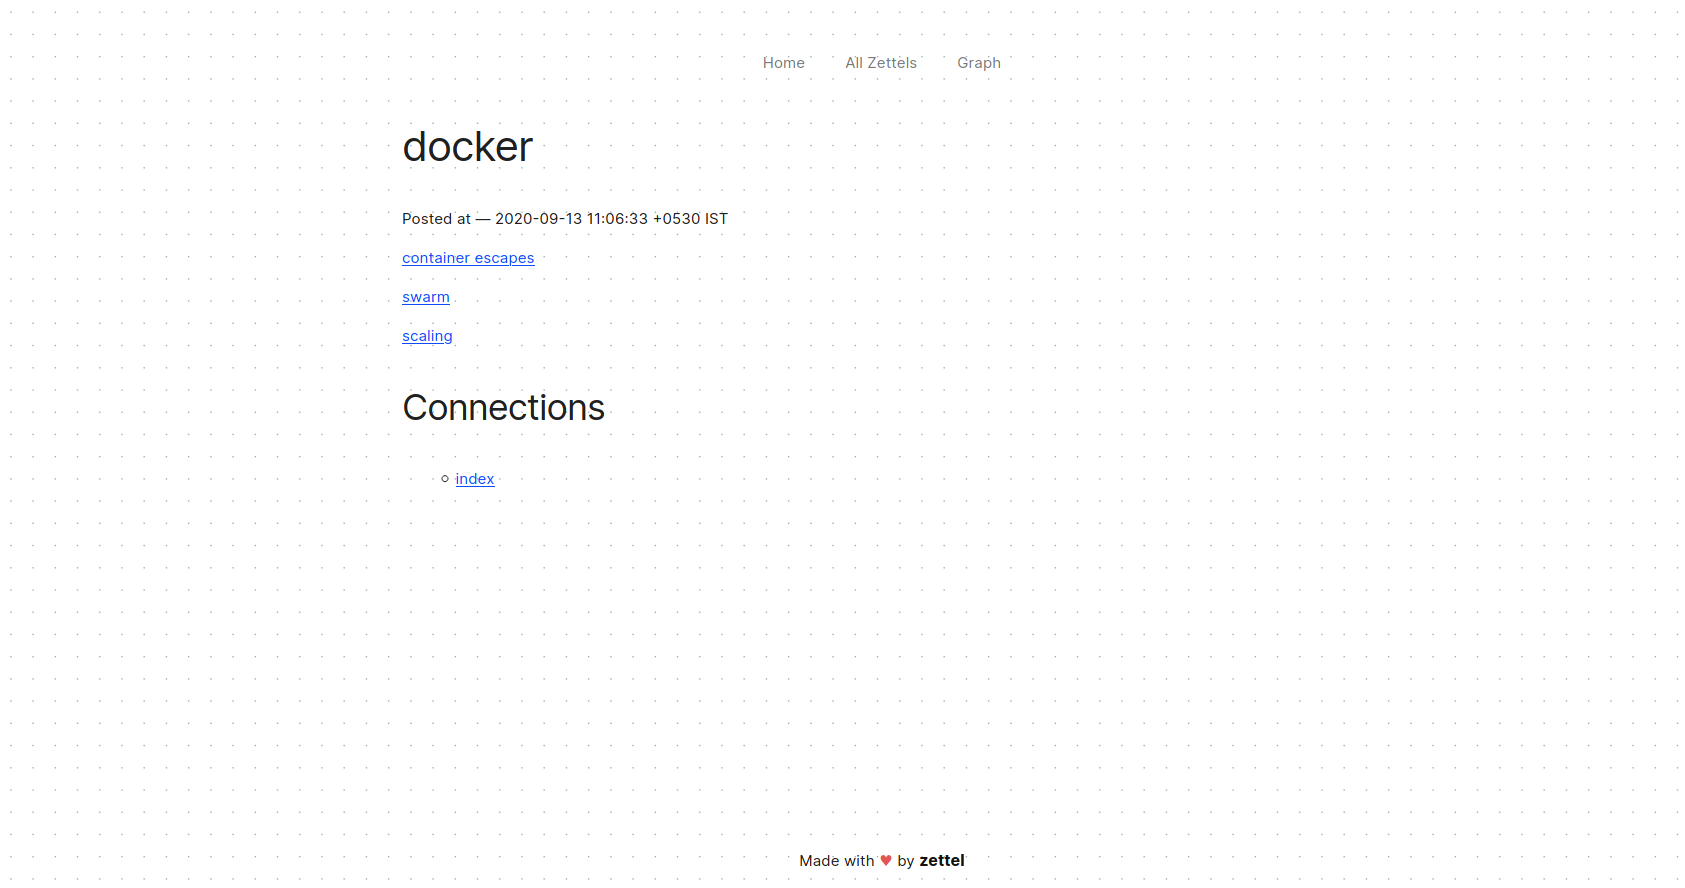 Home All Zettels Graph
docker
Posted at — 2020-09-13 11:06:33 +0530 IST
container escapes
swarm
scaling
Connections
index
Made with ♥ by zettel